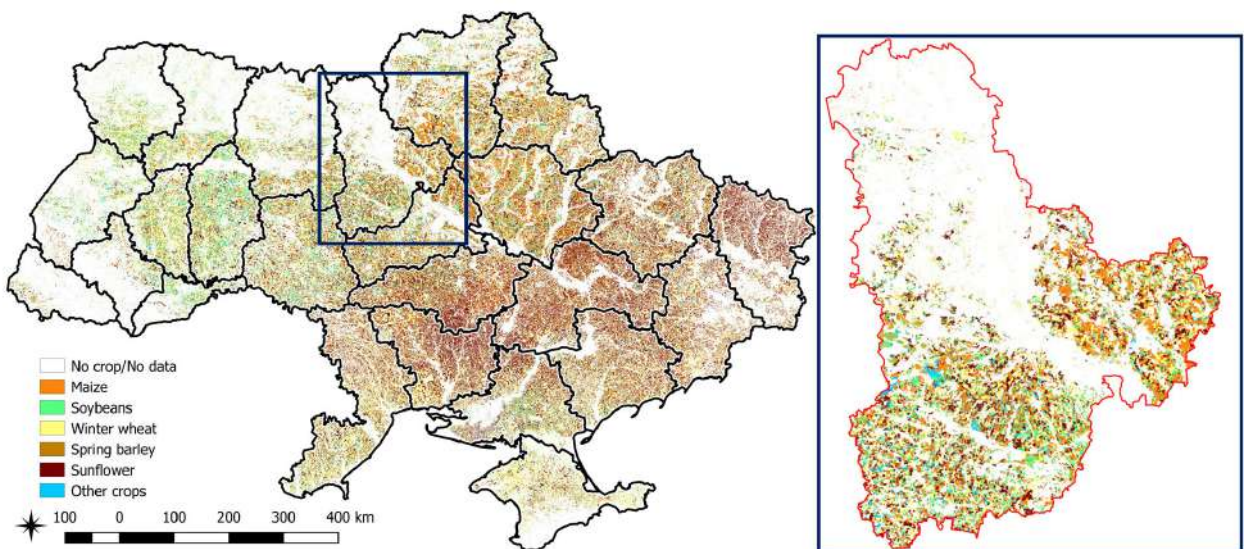 No crop/No data
Maize
Soybeans
Winter wheat
Spring barley
Sunflower
Other crops
100 0 100 200 300 400 km